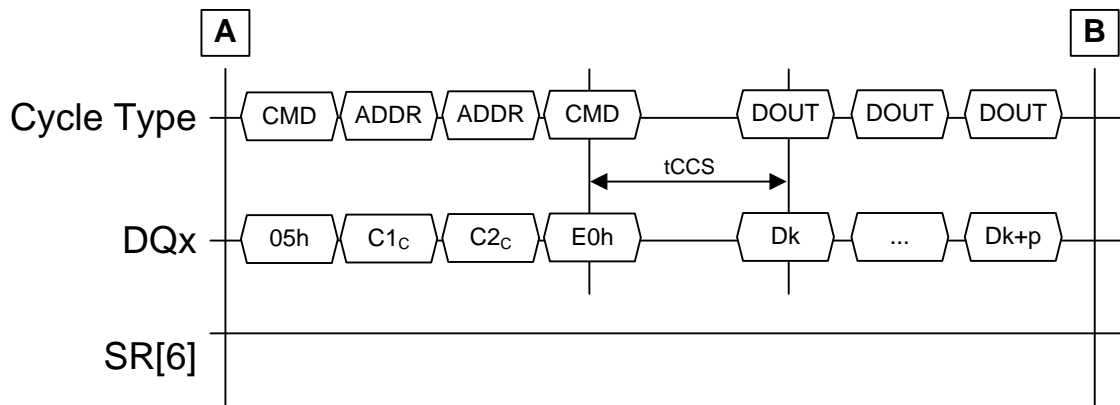 A B
Cycle Type CMD ADDR ADDR CMD DOUT DOUT DOUT
tCCS
DQx 05h C1C C2C E0h Dk ... Dk+p
SR[6]